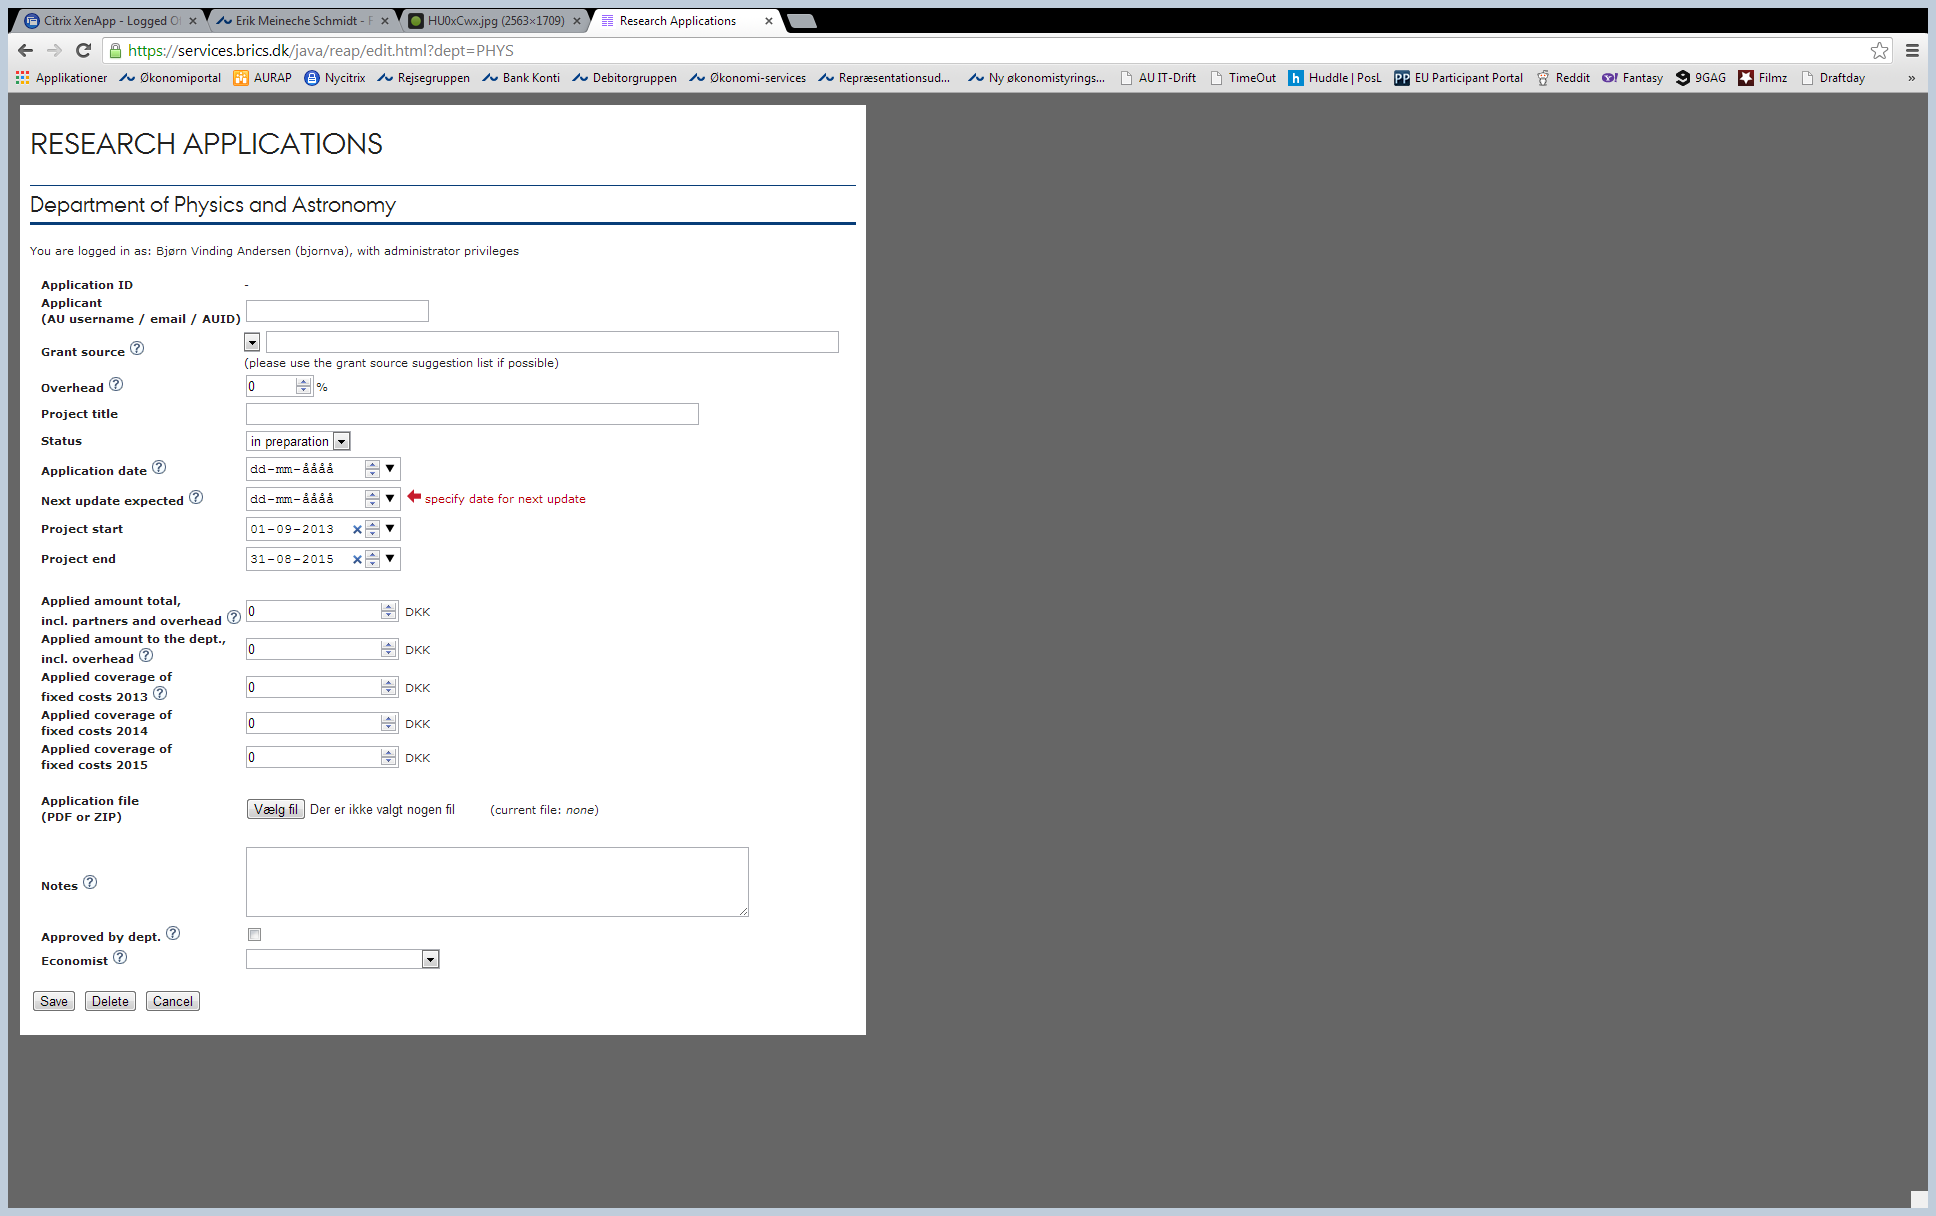 Citrix XenApp - Logged O
Erik Meineche Schmidt -
HU0xCwx.jpg (2563×1709)
Research Applications
https://services.brics.dk/java/reap/edit.html?dept=PHYS
Applikationer
Økonomiportal
AURAP
Nycitrix
Rejsegruppen
Bank Konti
Debitorgruppen
Økonomi-services
Repræsentationsud...
Ny økonomistyrings...
AU IT-Drift
TimeOut
Huddle | PosL
EU Participant Portal
Reddit
Fantasy
9GAG
Filmz
Draftday
»
RESEARCH APPLICATIONS
Department of Physics and Astronomy
You are logged in as: Bjørn Vinding Andersen (bjornva), with administrator privileges
Application ID -
Applicant
(AU username / email / AUID)
Grant source ?
(please use the grant source suggestion list if possible)
Overhead ? 0 %
Project title
Status in preparation
Application date ? dd-mm-åååå
Next update expected ? dd-mm-åååå specify date for next update
Project start 01-09-2013
Project end 31-08-2015
Applied amount total,
incl. partners and overhead ? 0 DKK
Applied amount to the dept.,
incl. overhead ? 0 DKK
Applied coverage of
fixed costs 2013 ? 0 DKK
Applied coverage of
fixed costs 2014 0 DKK
Applied coverage of
fixed costs 2015 0 DKK
Application file
(PDF or ZIP)
Vælg fil Der er ikke valgt nogen fil (current file: none)
Notes ?
Approved by dept. ?
Economist ?
Save Delete Cancel